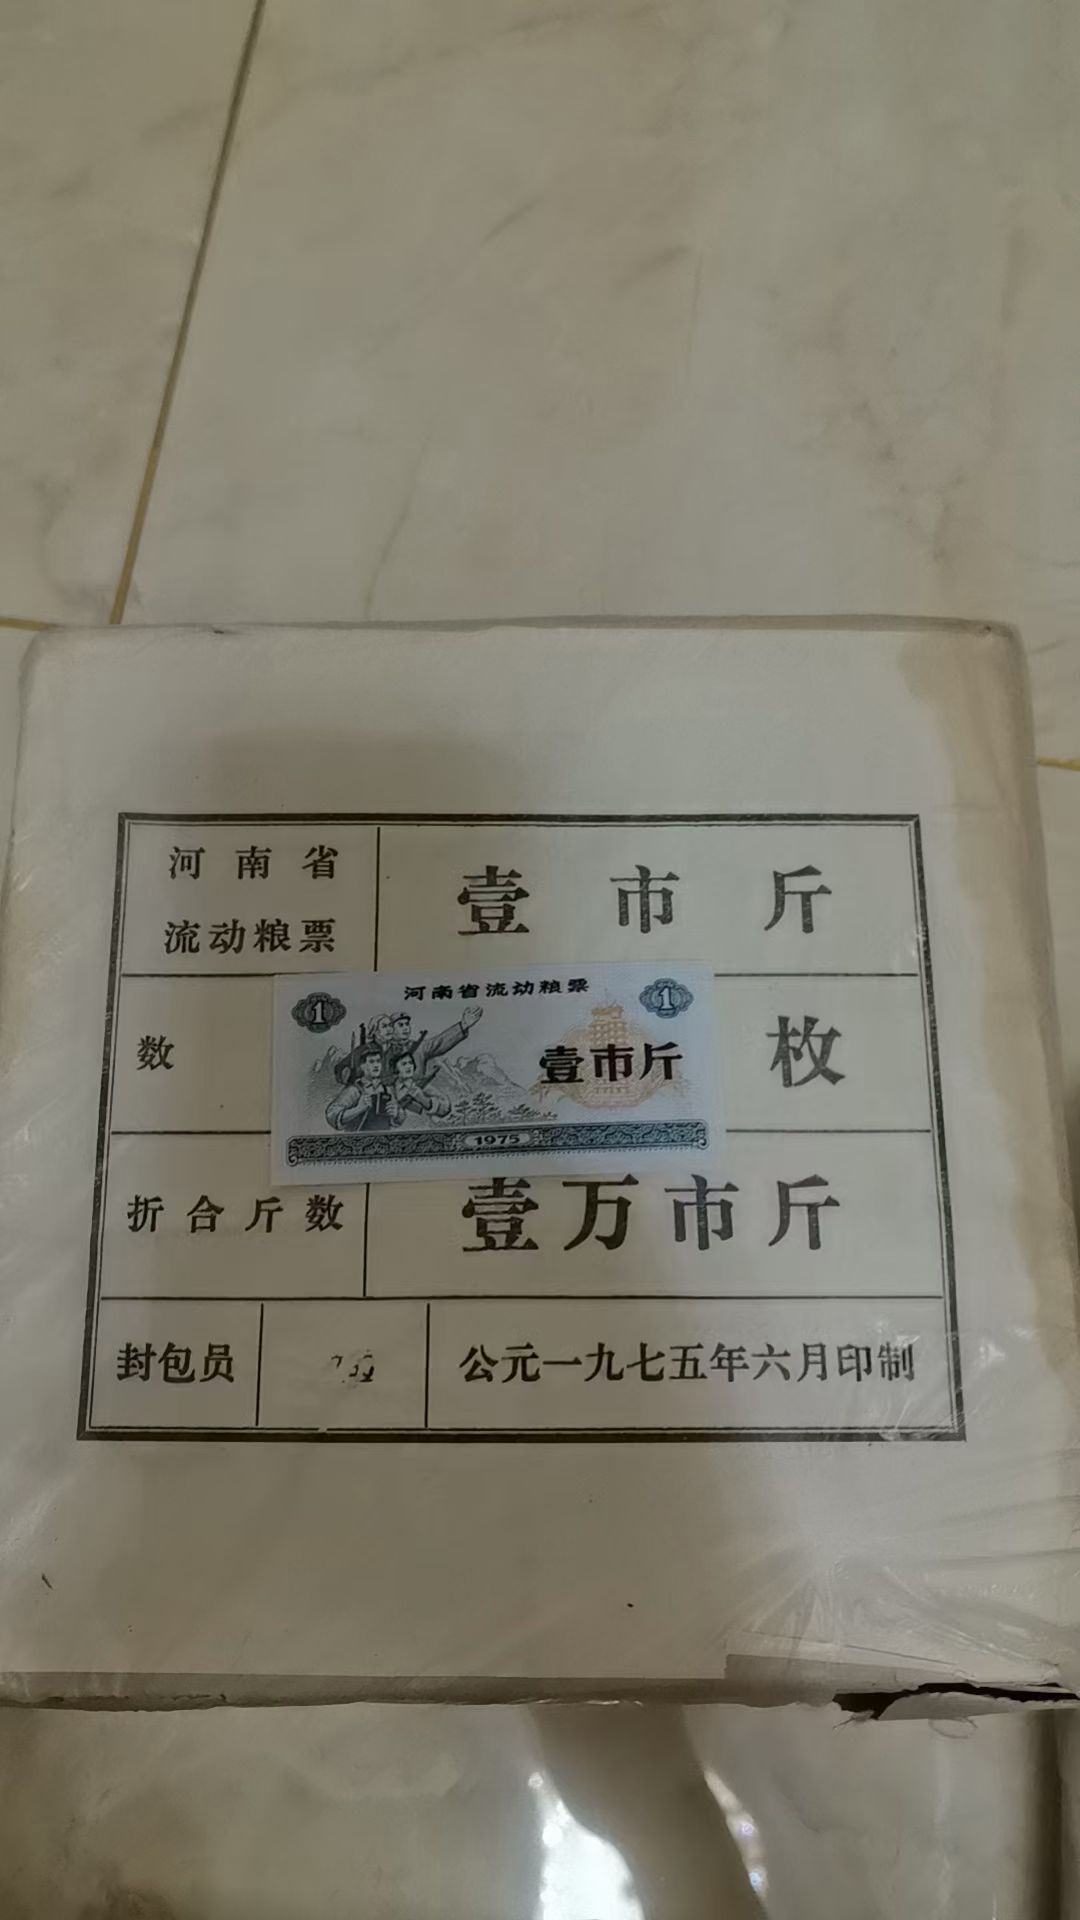 河南省
流动粮票
壹市斤
数
枚
1
河南省流动粮票
1
壹市斤
1975
折合斤数
壹万市斤
封包员
公元一九七五年六月印制